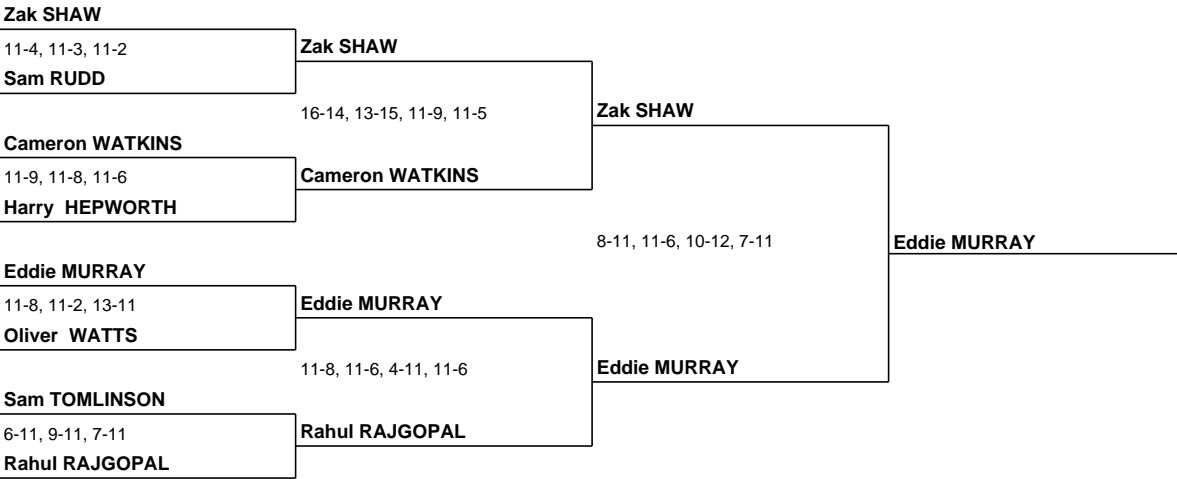 Zak SHAW
11-4, 11-3, 11-2
Sam RUDD
Cameron WATKINS
11-9, 11-8, 11-6
Harry  HEPWORTH
Eddie MURRAY
11-8, 11-2, 13-11
Oliver  WATTS
Sam TOMLINSON
6-11, 9-11, 7-11
Rahul RAJGOPAL
Zak SHAW
16-14, 13-15, 11-9, 11-5
Cameron WATKINS
Eddie MURRAY
11-8, 11-6, 4-11, 11-6
Rahul RAJGOPAL
Zak SHAW
8-11, 11-6, 10-12, 7-11
Eddie MURRAY
Eddie MURRAY